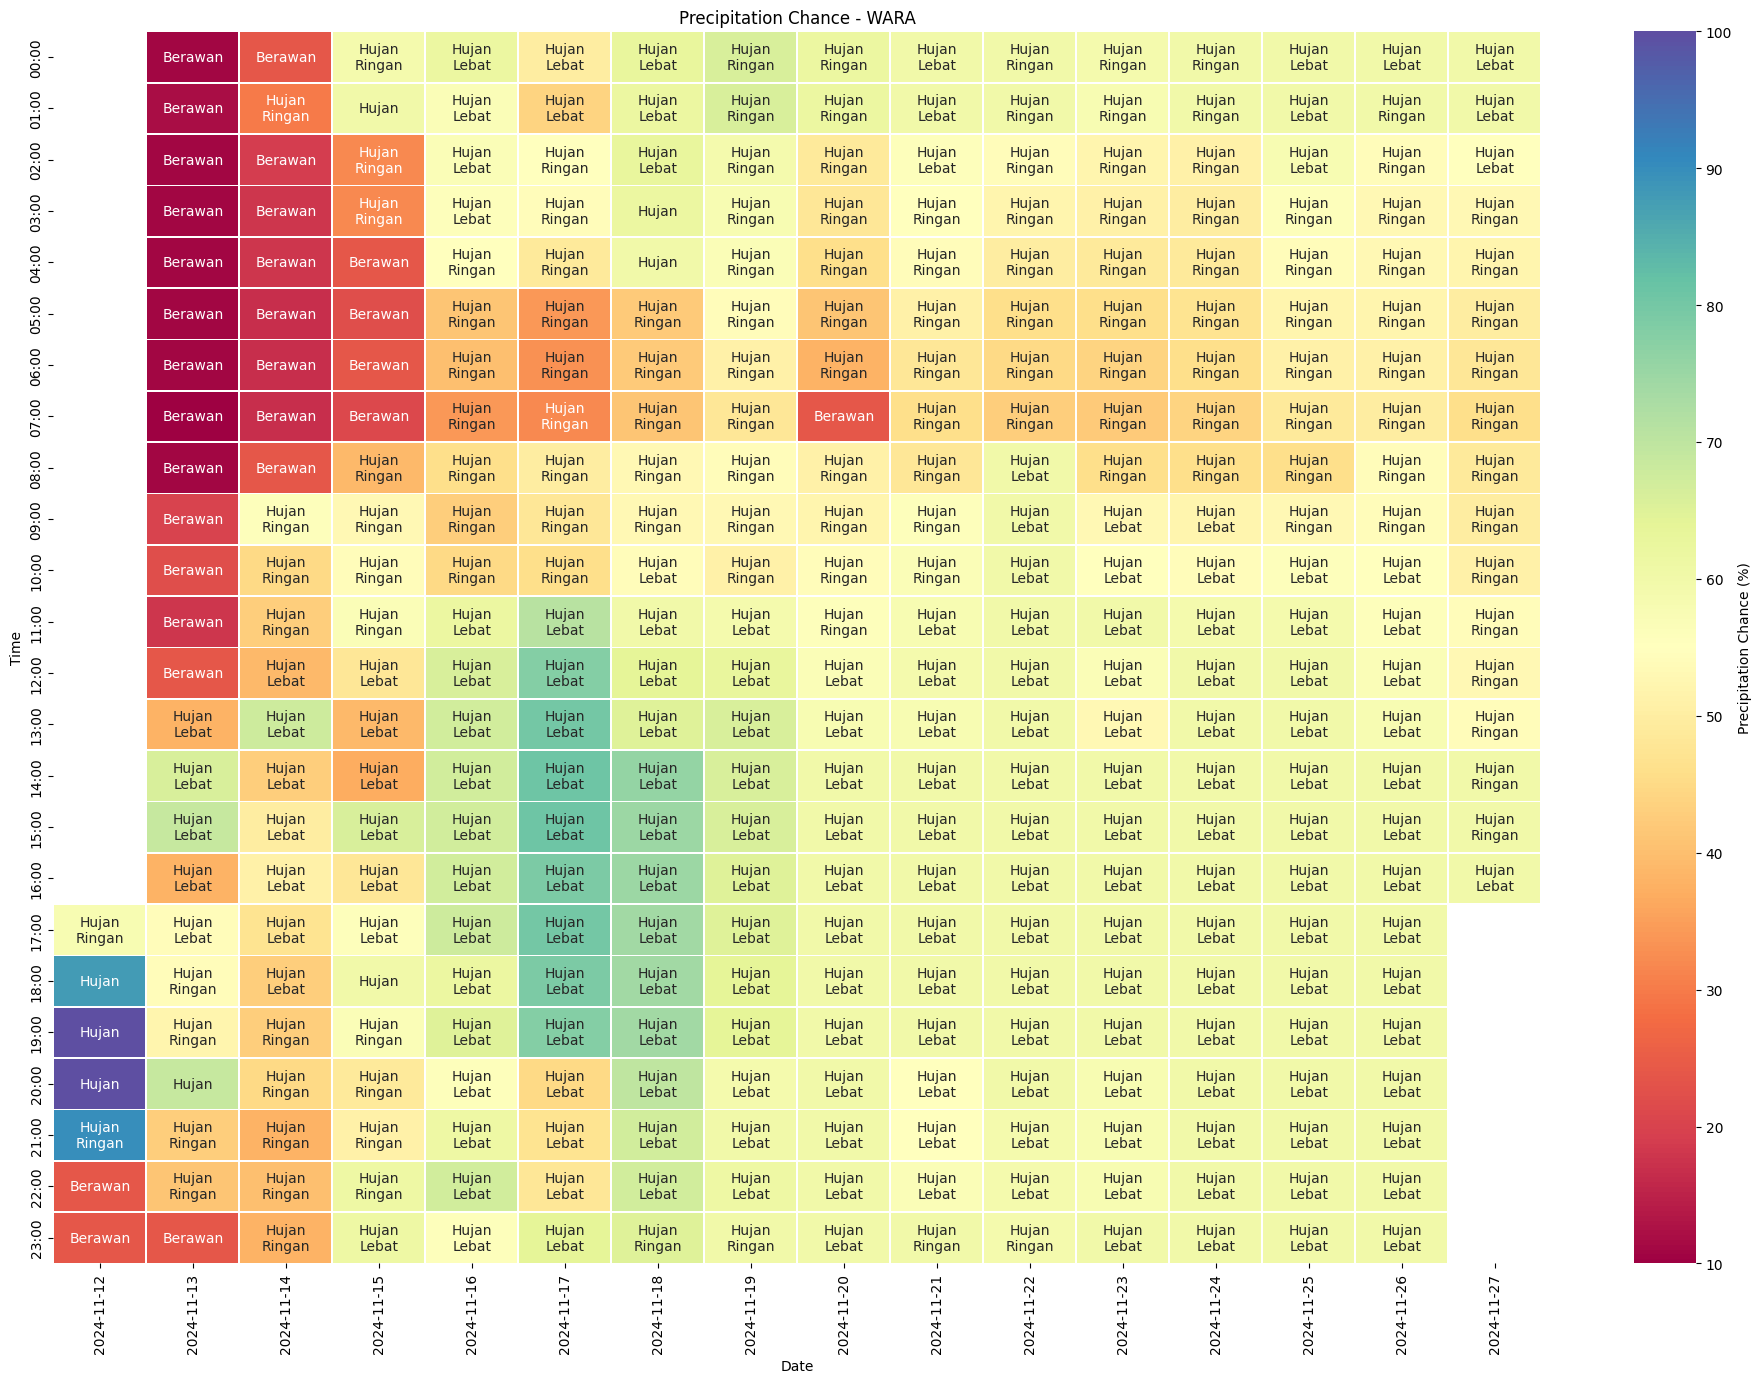 Precipitation Chance - WARA
00:00 Berawan Berawan Hujan Ringan Hujan Lebat Hujan Lebat Hujan Lebat Hujan Ringan Hujan Ringan Hujan Lebat Hujan Ringan Hujan Ringan Hujan Ringan Hujan Lebat Hujan Lebat Hujan Lebat
01:00 Berawan Hujan Ringan Hujan Hujan Lebat Hujan Lebat Hujan Lebat Hujan Ringan Hujan Ringan Hujan Lebat Hujan Ringan Hujan Ringan Hujan Ringan Hujan Lebat Hujan Ringan Hujan Lebat
02:00 Berawan Berawan Hujan Ringan Hujan Lebat Hujan Ringan Hujan Lebat Hujan Ringan Hujan Ringan Hujan Lebat Hujan Ringan Hujan Ringan Hujan Ringan Hujan Lebat Hujan Ringan Hujan Lebat
03:00 Berawan Berawan Hujan Ringan Hujan Lebat Hujan Ringan Hujan Hujan Ringan Hujan Ringan Hujan Ringan Hujan Ringan Hujan Ringan Hujan Ringan Hujan Ringan Hujan Ringan Hujan Ringan
04:00 Berawan Berawan Berawan Hujan Ringan Hujan Ringan Hujan Hujan Ringan Hujan Ringan Hujan Ringan Hujan Ringan Hujan Ringan Hujan Ringan Hujan Ringan Hujan Ringan Hujan Ringan
05:00 Berawan Berawan Berawan Hujan Ringan Hujan Ringan Hujan Ringan Hujan Ringan Hujan Ringan Hujan Ringan Hujan Ringan Hujan Ringan Hujan Ringan Hujan Ringan Hujan Ringan Hujan Ringan
06:00 Berawan Berawan Berawan Hujan Ringan Hujan Ringan Hujan Ringan Hujan Ringan Hujan Ringan Hujan Ringan Hujan Ringan Hujan Ringan Hujan Ringan Hujan Ringan Hujan Ringan Hujan Ringan
07:00 Berawan Berawan Berawan Hujan Ringan Hujan Ringan Hujan Ringan Hujan Ringan Berawan Hujan Ringan Hujan Ringan Hujan Ringan Hujan Ringan Hujan Ringan Hujan Ringan Hujan Ringan
08:00 Berawan Berawan Hujan Ringan Hujan Ringan Hujan Ringan Hujan Ringan Hujan Ringan Hujan Ringan Hujan Ringan Hujan Lebat Hujan Ringan Hujan Ringan Hujan Ringan Hujan Ringan Hujan Ringan
09:00 Berawan Hujan Ringan Hujan Ringan Hujan Ringan Hujan Ringan Hujan Ringan Hujan Ringan Hujan Ringan Hujan Ringan Hujan Lebat Hujan Lebat Hujan Lebat Hujan Ringan Hujan Ringan Hujan Ringan
10:00 Berawan Hujan Ringan Hujan Ringan Hujan Ringan Hujan Ringan Hujan Lebat Hujan Ringan Hujan Ringan Hujan Ringan Hujan Lebat Hujan Lebat Hujan Lebat Hujan Lebat Hujan Lebat Hujan Ringan
11:00 Berawan Hujan Ringan Hujan Ringan Hujan Lebat Hujan Lebat Hujan Lebat Hujan Lebat Hujan Ringan Hujan Lebat Hujan Lebat Hujan Lebat Hujan Lebat Hujan Lebat Hujan Lebat Hujan Ringan
12:00 Berawan Hujan Lebat Hujan Lebat Hujan Lebat Hujan Lebat Hujan Lebat Hujan Lebat Hujan Lebat Hujan Lebat Hujan Lebat Hujan Lebat Hujan Lebat Hujan Lebat Hujan Lebat Hujan Ringan
13:00 Hujan Lebat Hujan Lebat Hujan Lebat Hujan Lebat Hujan Lebat Hujan Lebat Hujan Lebat Hujan Lebat Hujan Lebat Hujan Lebat Hujan Lebat Hujan Lebat Hujan Lebat Hujan Lebat Hujan Ringan
14:00 Hujan Lebat Hujan Lebat Hujan Lebat Hujan Lebat Hujan Lebat Hujan Lebat Hujan Lebat Hujan Lebat Hujan Lebat Hujan Lebat Hujan Lebat Hujan Lebat Hujan Lebat Hujan Lebat Hujan Ringan
15:00 Hujan Lebat Hujan Lebat Hujan Lebat Hujan Lebat Hujan Lebat Hujan Lebat Hujan Lebat Hujan Lebat Hujan Lebat Hujan Lebat Hujan Lebat Hujan Lebat Hujan Lebat Hujan Lebat Hujan Ringan
16:00 Hujan Lebat Hujan Lebat Hujan Lebat Hujan Lebat Hujan Lebat Hujan Lebat Hujan Lebat Hujan Lebat Hujan Lebat Hujan Lebat Hujan Lebat Hujan Lebat Hujan Lebat Hujan Lebat Hujan Lebat
17:00 Hujan Ringan Hujan Lebat Hujan Lebat Hujan Lebat Hujan Lebat Hujan Lebat Hujan Lebat Hujan Lebat Hujan Lebat Hujan Lebat Hujan Lebat Hujan Lebat Hujan Lebat Hujan Lebat Hujan Lebat
18:00 Hujan Hujan Ringan Hujan Lebat Hujan Hujan Lebat Hujan Lebat Hujan Lebat Hujan Lebat Hujan Lebat Hujan Lebat Hujan Lebat Hujan Lebat Hujan Lebat Hujan Lebat Hujan Lebat
19:00 Hujan Hujan Ringan Hujan Ringan Hujan Ringan Hujan Lebat Hujan Lebat Hujan Lebat Hujan Lebat Hujan Lebat Hujan Lebat Hujan Lebat Hujan Lebat Hujan Lebat Hujan Lebat Hujan Lebat
20:00 Hujan Hujan Hujan Ringan Hujan Ringan Hujan Lebat Hujan Lebat Hujan Lebat Hujan Lebat Hujan Lebat Hujan Lebat Hujan Lebat Hujan Lebat Hujan Lebat Hujan Lebat Hujan Lebat
21:00 Hujan Ringan Hujan Ringan Hujan Ringan Hujan Ringan Hujan Lebat Hujan Lebat Hujan Lebat Hujan Lebat Hujan Lebat Hujan Lebat Hujan Lebat Hujan Lebat Hujan Lebat Hujan Lebat Hujan Lebat
22:00 Berawan Hujan Ringan Hujan Ringan Hujan Ringan Hujan Lebat Hujan Lebat Hujan Lebat Hujan Lebat Hujan Lebat Hujan Lebat Hujan Lebat Hujan Lebat Hujan Lebat Hujan Lebat Hujan Lebat
23:00 Berawan Berawan Hujan Ringan Hujan Lebat Hujan Lebat Hujan Lebat Hujan Ringan Hujan Ringan Hujan Lebat Hujan Ringan Hujan Ringan Hujan Lebat Hujan Lebat Hujan Lebat Hujan Lebat
2024-11-12 2024-11-13 2024-11-14 2024-11-15 2024-11-16 2024-11-17 2024-11-18 2024-11-19 2024-11-20 2024-11-21 2024-11-22 2024-11-23 2024-11-24 2024-11-25 2024-11-26 2024-11-27
Time
Date
100
90
80
70
60
50
40
30
20
10
Precipitation Chance (%)